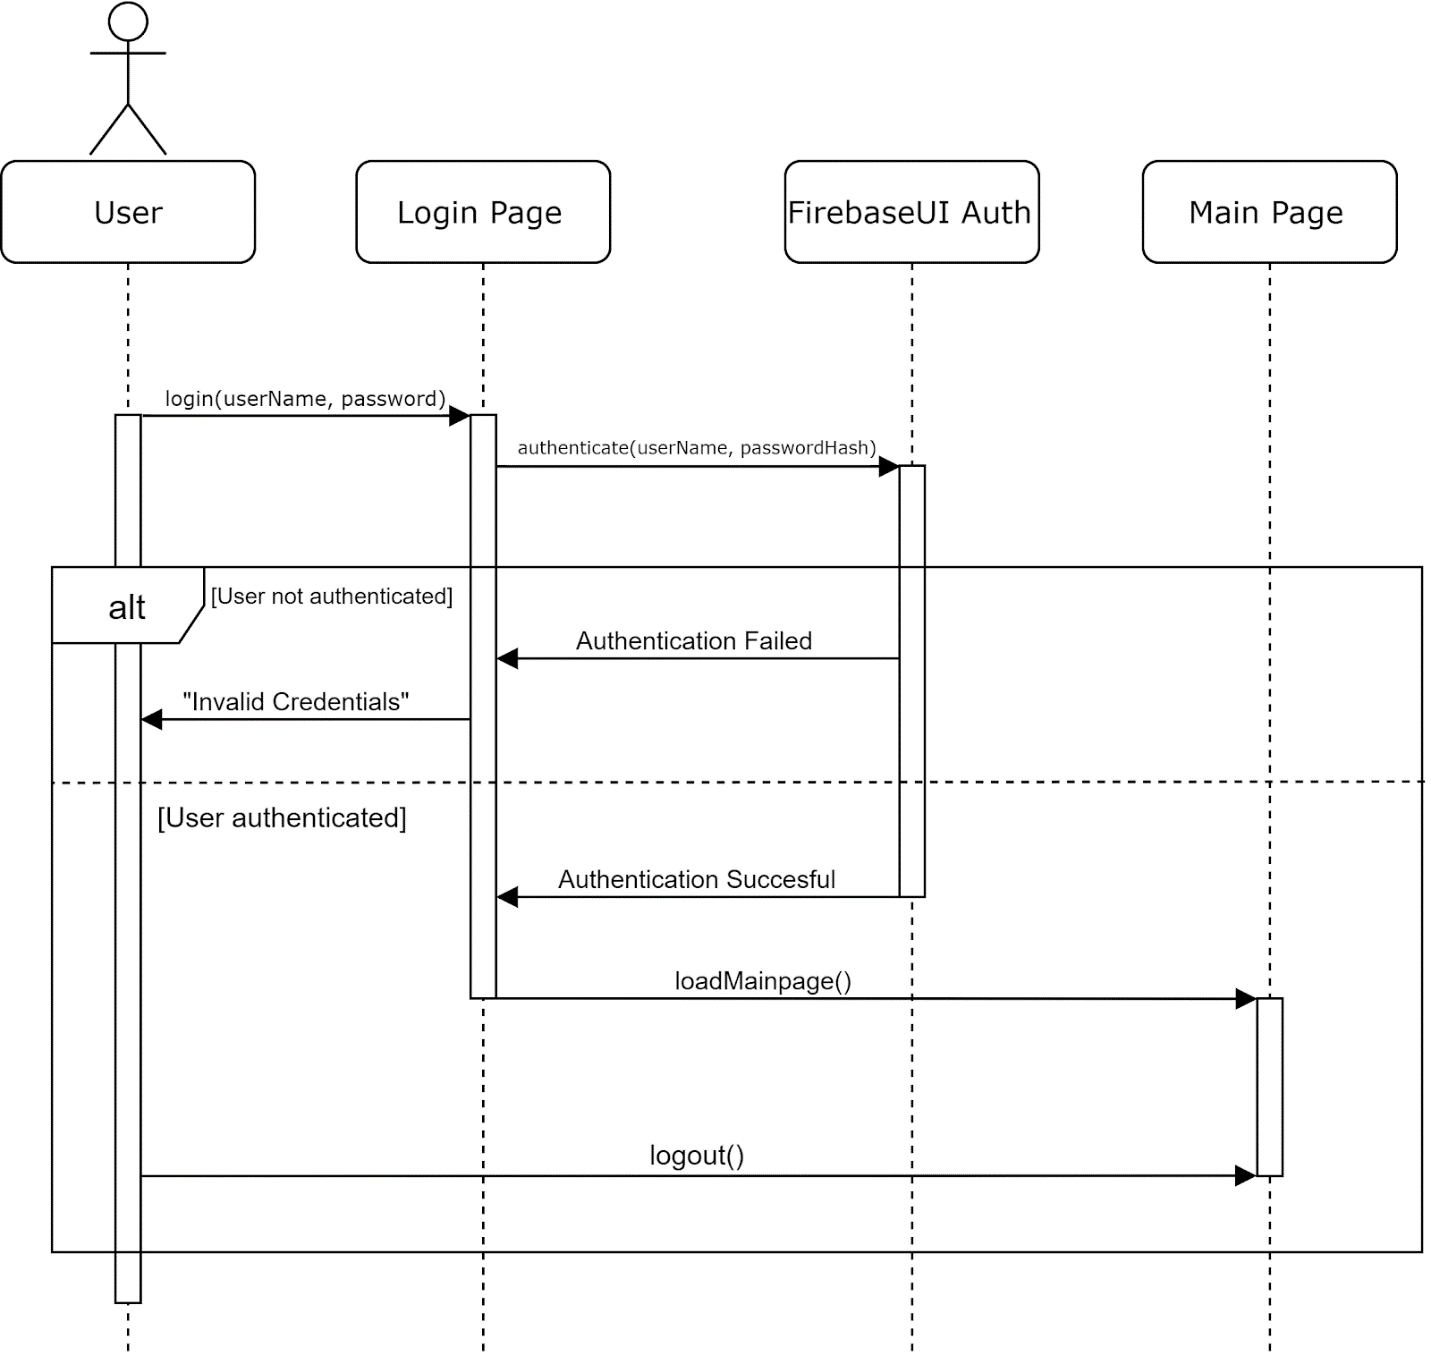 User
Login Page
FirebaseUI Auth
Main Page
login(userName, password)
authenticate(userName, passwordHash)
alt
[User not authenticated]
Authentication Failed
"Invalid Credentials"
[User authenticated]
Authentication Succesful
loadMainpage()
logout()